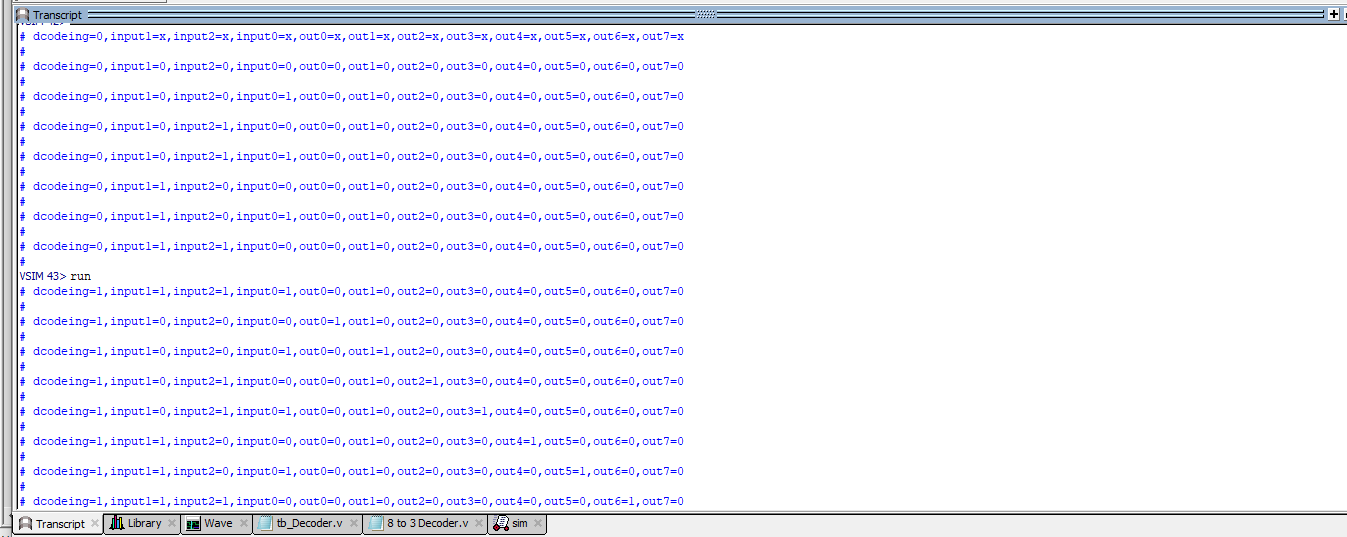 Transcript
# dcodeing=0,input1=x,input2=x,input0=x,out0=x,out1=x,out2=x,out3=x,out4=x,out5=x,out6=x,out7=x
#
# dcodeing=0,input1=0,input2=0,input0=0,out0=0,out1=0,out2=0,out3=0,out4=0,out5=0,out6=0,out7=0
#
# dcodeing=0,input1=0,input2=0,input0=1,out0=0,out1=0,out2=0,out3=0,out4=0,out5=0,out6=0,out7=0
#
# dcodeing=0,input1=0,input2=1,input0=0,out0=0,out1=0,out2=0,out3=0,out4=0,out5=0,out6=0,out7=0
#
# dcodeing=0,input1=0,input2=1,input0=1,out0=0,out1=0,out2=0,out3=0,out4=0,out5=0,out6=0,out7=0
#
# dcodeing=0,input1=1,input2=0,input0=0,out0=0,out1=0,out2=0,out3=0,out4=0,out5=0,out6=0,out7=0
#
# dcodeing=0,input1=1,input2=0,input0=1,out0=0,out1=0,out2=0,out3=0,out4=0,out5=0,out6=0,out7=0
#
# dcodeing=0,input1=1,input2=1,input0=0,out0=0,out1=0,out2=0,out3=0,out4=0,out5=0,out6=0,out7=0
#
VSIM 43> run
# dcodeing=1,input1=1,input2=1,input0=1,out0=0,out1=0,out2=0,out3=0,out4=0,out5=0,out6=0,out7=0
#
# dcodeing=1,input1=0,input2=0,input0=0,out0=1,out1=0,out2=0,out3=0,out4=0,out5=0,out6=0,out7=0
#
# dcodeing=1,input1=0,input2=0,input0=1,out0=0,out1=1,out2=0,out3=0,out4=0,out5=0,out6=0,out7=0
#
# dcodeing=1,input1=0,input2=1,input0=0,out0=0,out1=0,out2=1,out3=0,out4=0,out5=0,out6=0,out7=0
#
# dcodeing=1,input1=0,input2=1,input0=1,out0=0,out1=0,out2=0,out3=1,out4=0,out5=0,out6=0,out7=0
#
# dcodeing=1,input1=1,input2=0,input0=0,out0=0,out1=0,out2=0,out3=0,out4=1,out5=0,out6=0,out7=0
#
# dcodeing=1,input1=1,input2=0,input0=1,out0=0,out1=0,out2=0,out3=0,out4=0,out5=1,out6=0,out7=0
#
# dcodeing=1,input1=1,input2=1,input0=0,out0=0,out1=0,out2=0,out3=0,out4=0,out5=0,out6=1,out7=0
Transcript Library Wave tb_Decoder.v 8 to 3 Decoder.v sim